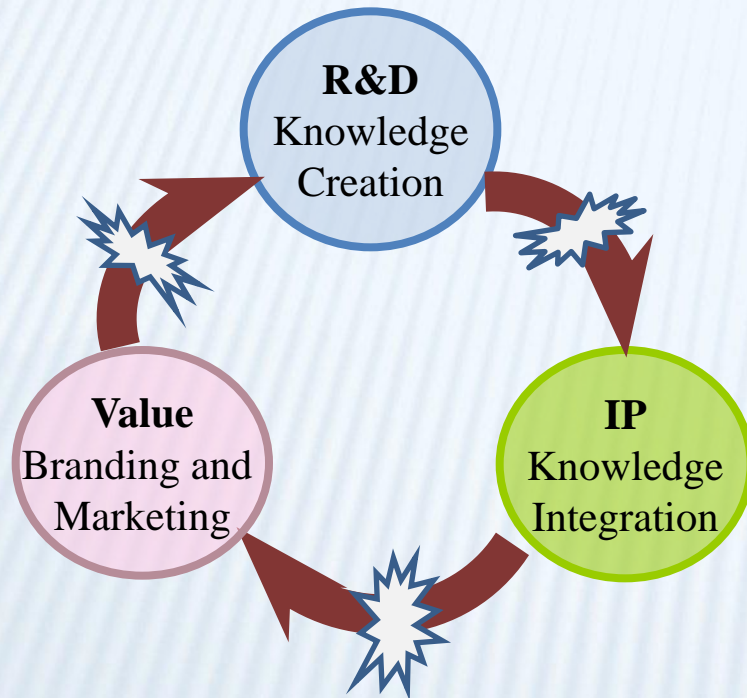 R&D
Knowledge
Creation
Value
Branding and
Marketing
IP
Knowledge
Integration